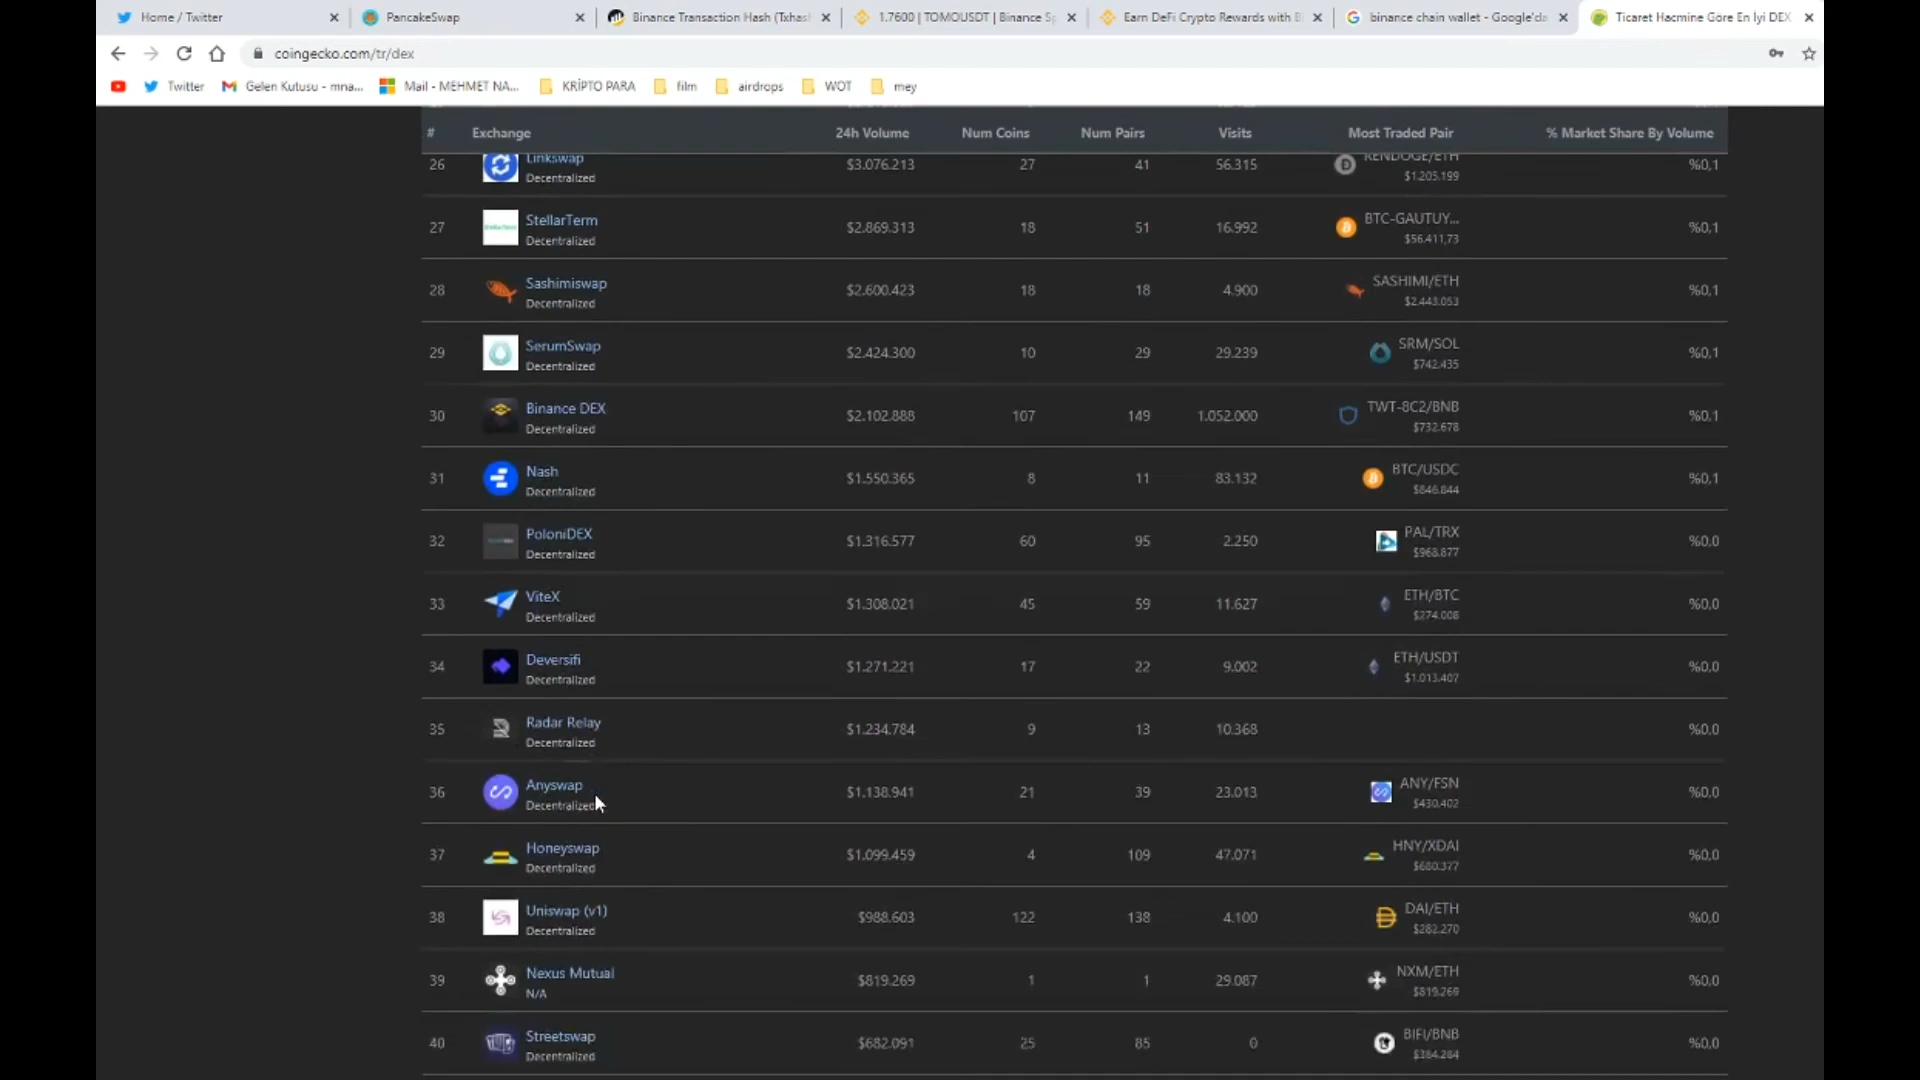 Home / Twitter
PancakeSwap
Binance Transaction Hash (Txhas
1.7600 | TOMOUSDT | Binance Sp
Earn DeFi Crypto Rewards with B
binance chain wallet - Google'da
Ticaret Hacmine Göre En İyi DEX
coingecko.com/tr/dex
Twitter
Gelen Kutusu - mna...
Mail - MEHMET NA...
KRİPTO PARA
film
airdrops
WOT
mey
# Exchange 24h Volume Num Coins Num Pairs Visits Most Traded Pair % Market Share By Volume
26 Linkswap $3.076.213 27 41 56.315 RENDOGE/ETH %0,1
Decentralized $1.205.199
27 StellarTerm $2.869.313 18 51 16.992 BTC-GAUTUY... %0,1
Decentralized $56.411,73
28 Sashimiswap $2.600.423 18 18 4.900 SASHIMI/ETH %0,1
Decentralized $2.443.053
29 SerumSwap $2.424.300 10 29 29.239 SRM/SOL %0,1
Decentralized $742.435
30 Binance DEX $2.102.888 107 149 1.052.000 TWT-8C2/BNB %0,1
Decentralized $732.678
31 Nash $1.550.365 8 11 83.132 BTC/USDC %0,1
Decentralized $846.844
32 PoloniDEX $1.316.577 60 95 2.250 PAL/TRX %0,0
Decentralized $968.877
33 ViteX $1.308.021 45 59 11.627 ETH/BTC %0,0
Decentralized $274.008
34 Deversifi $1.271.221 17 22 9.002 ETH/USDT %0,0
Decentralized $1.013.407
35 Radar Relay $1.234.784 9 13 10.368 %0,0
Decentralized
36 Anyswap $1.138.941 21 39 23.013 ANY/FSN %0,0
Decentralized $430.402
37 Honeyswap $1.099.459 4 109 47.071 HNY/XDAI %0,0
Decentralized $680.377
38 Uniswap (v1) $988.603 122 138 4.100 DAI/ETH %0,0
Decentralized $282.270
39 Nexus Mutual $819.269 1 1 29.087 NXM/ETH %0,0
N/A $819.269
40 Streetswap $682.091 25 85 0 BIFI/BNB %0,0
Decentralized $384.284